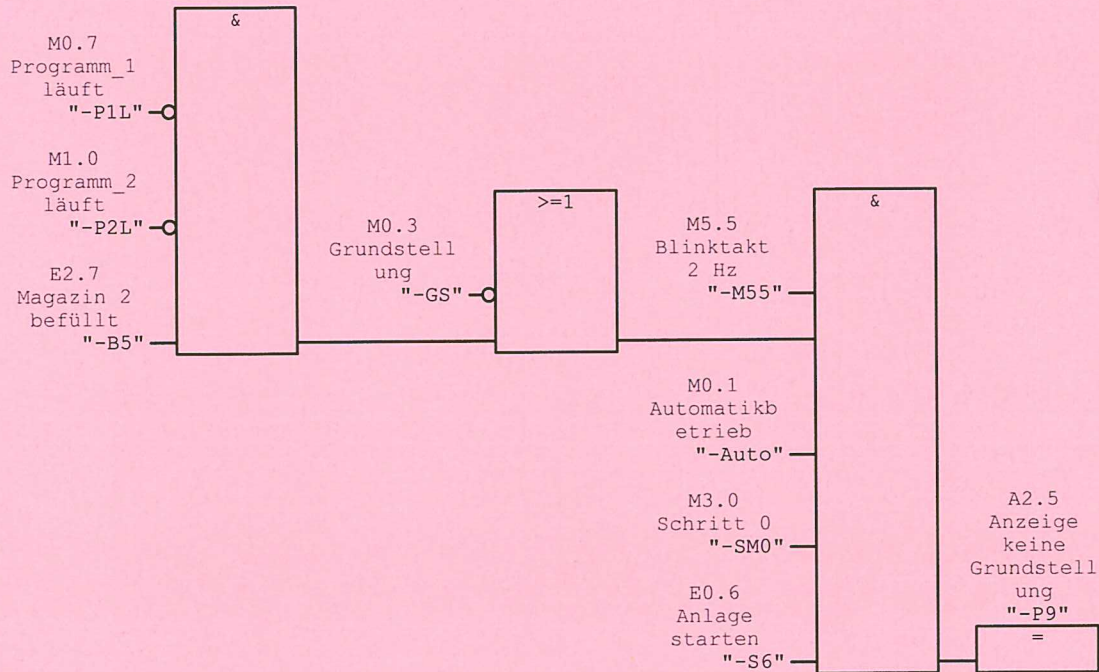 &
M0.7
Programm_1
läuft
"-P1L"
M1.0
Programm_2
läuft
"-P2L"
E2.7
Magazin 2
befüllt
"-B5"
>=1
M0.3
Grundstell
ung
"-GS"
&
M5.5
Blinktakt
2 Hz
"-M55"
M0.1
Automatikb
etrieb
"-Auto"
M3.0
Schritt 0
"-SM0"
E0.6
Anlage
starten
"-S6"
A2.5
Anzeige
keine
Grundstell
ung
"-P9"
=